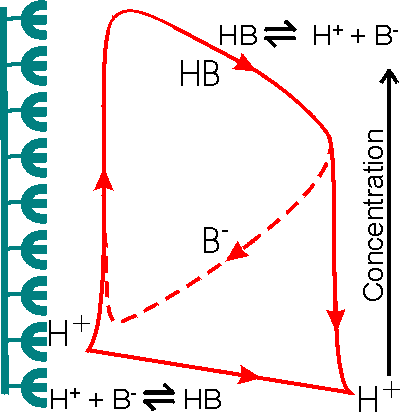 HB ⇌ H⁺ + B⁻
HB
B⁻
Concentration
H⁺
H⁺
H⁺ + B⁻ ⇌ HB